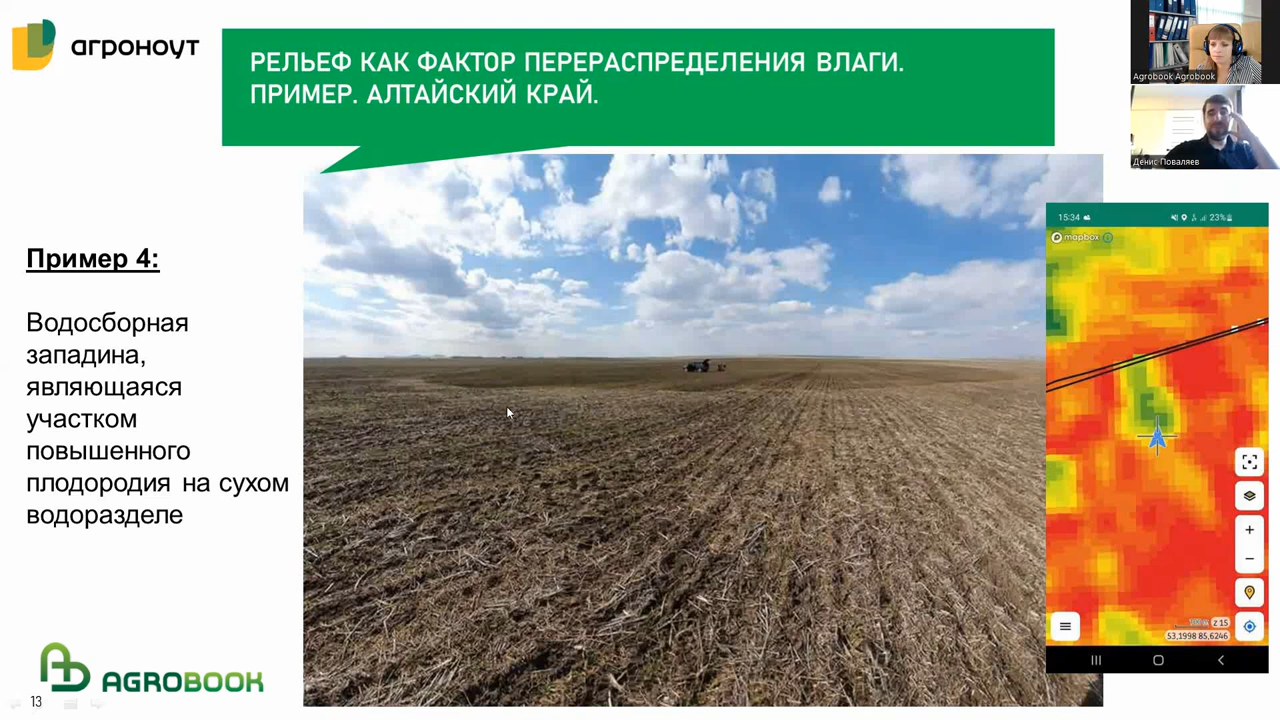 агроноут
РЕЛЬЕФ КАК ФАКТОР ПЕРЕРАСПРЕДЕЛЕНИЯ ВЛАГИ.
ПРИМЕР. АЛТАЙСКИЙ КРАЙ.
Agrobook Agrobook
Денис Поваляев
15:34
23%
mapbox
Пример 4:
Водосборная
западина,
являющаяся
участком
повышенного
плодородия на сухом
водоразделе
z 15
53,1998 85,6246
AGROBOOK
13